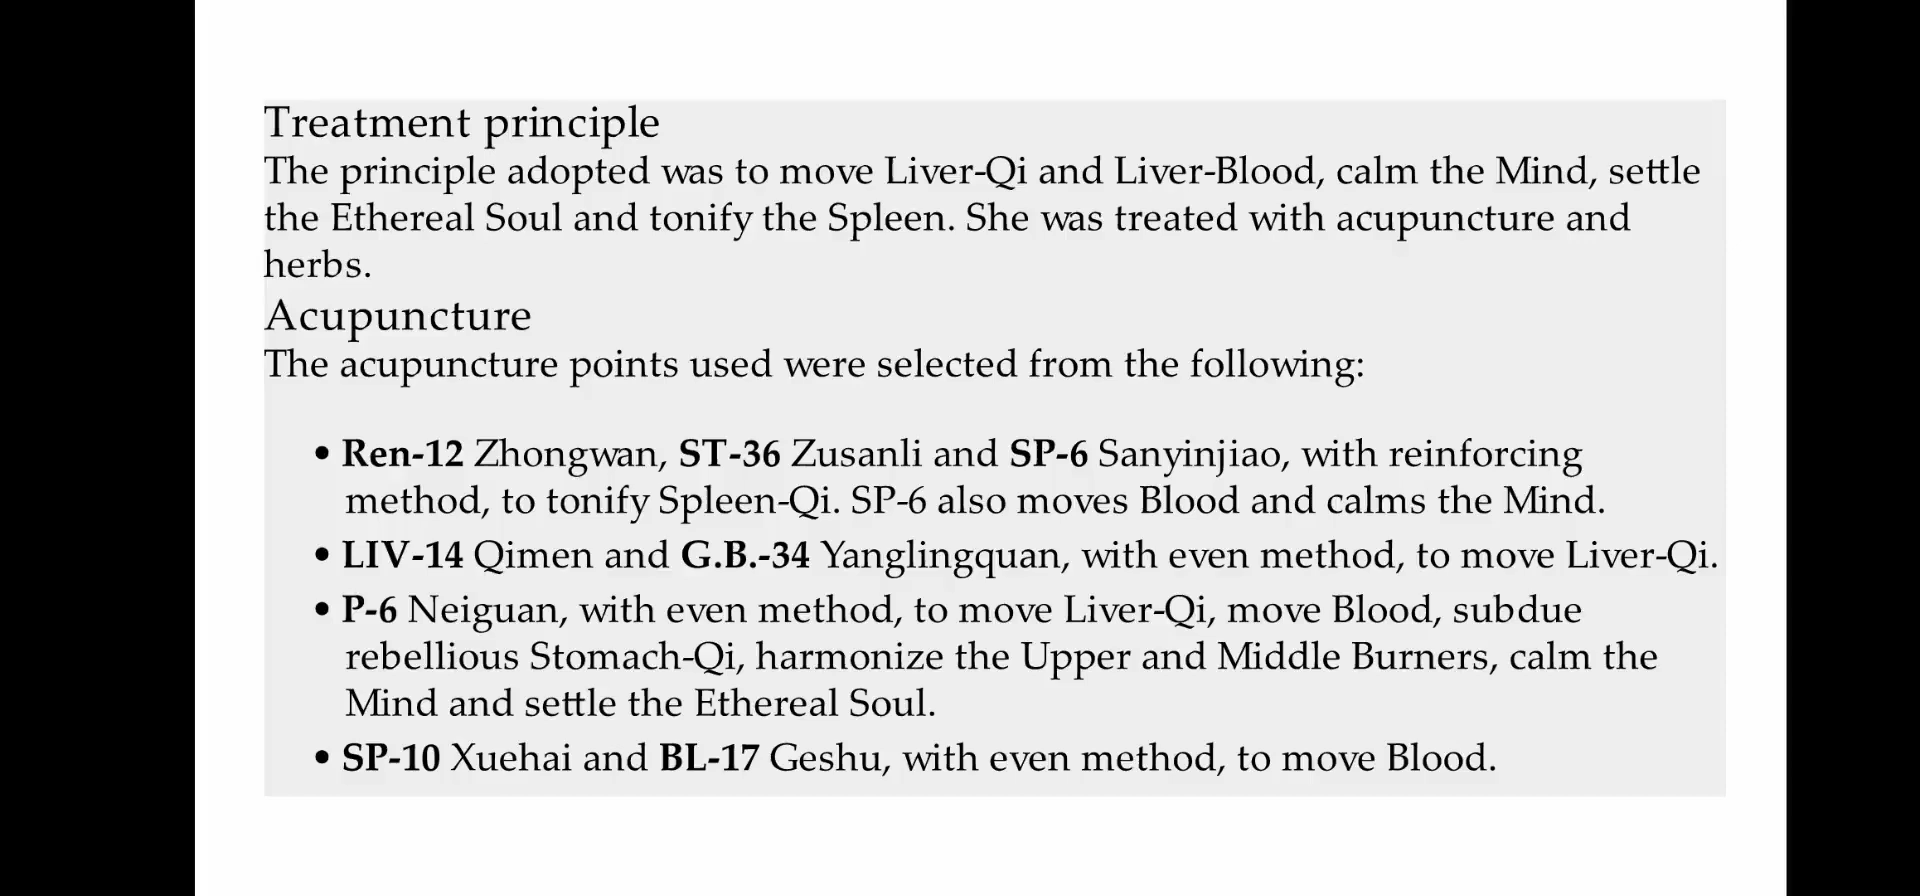 Treatment principle
The principle adopted was to move Liver-Qi and Liver-Blood, calm the Mind, settle
the Ethereal Soul and tonify the Spleen. She was treated with acupuncture and
herbs.
Acupuncture
The acupuncture points used were selected from the following:
• Ren-12 Zhongwan, ST-36 Zusanli and SP-6 Sanyinjiao, with reinforcing
method, to tonify Spleen-Qi. SP-6 also moves Blood and calms the Mind.
• LIV-14 Qimen and G.B.-34 Yanglingquan, with even method, to move Liver-Qi.
• P-6 Neiguan, with even method, to move Liver-Qi, move Blood, subdue
rebellious Stomach-Qi, harmonize the Upper and Middle Burners, calm the
Mind and settle the Ethereal Soul.
• SP-10 Xuehai and BL-17 Geshu, with even method, to move Blood.